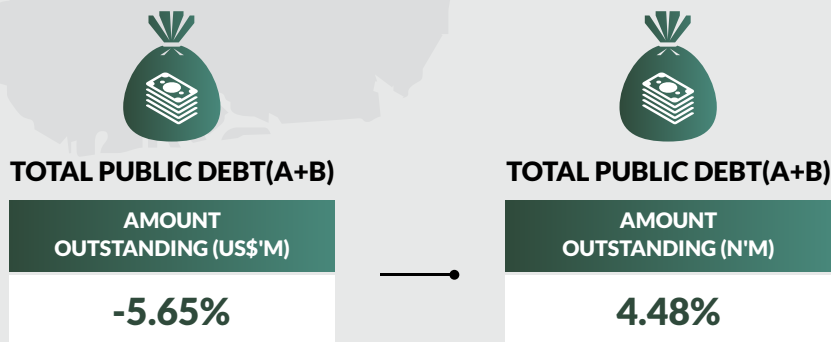 TOTAL PUBLIC DEBT(A+B)
AMOUNT
OUTSTANDING (US$'M)
-5.65%
TOTAL PUBLIC DEBT(A+B)
AMOUNT
OUTSTANDING (N'M)
4.48%